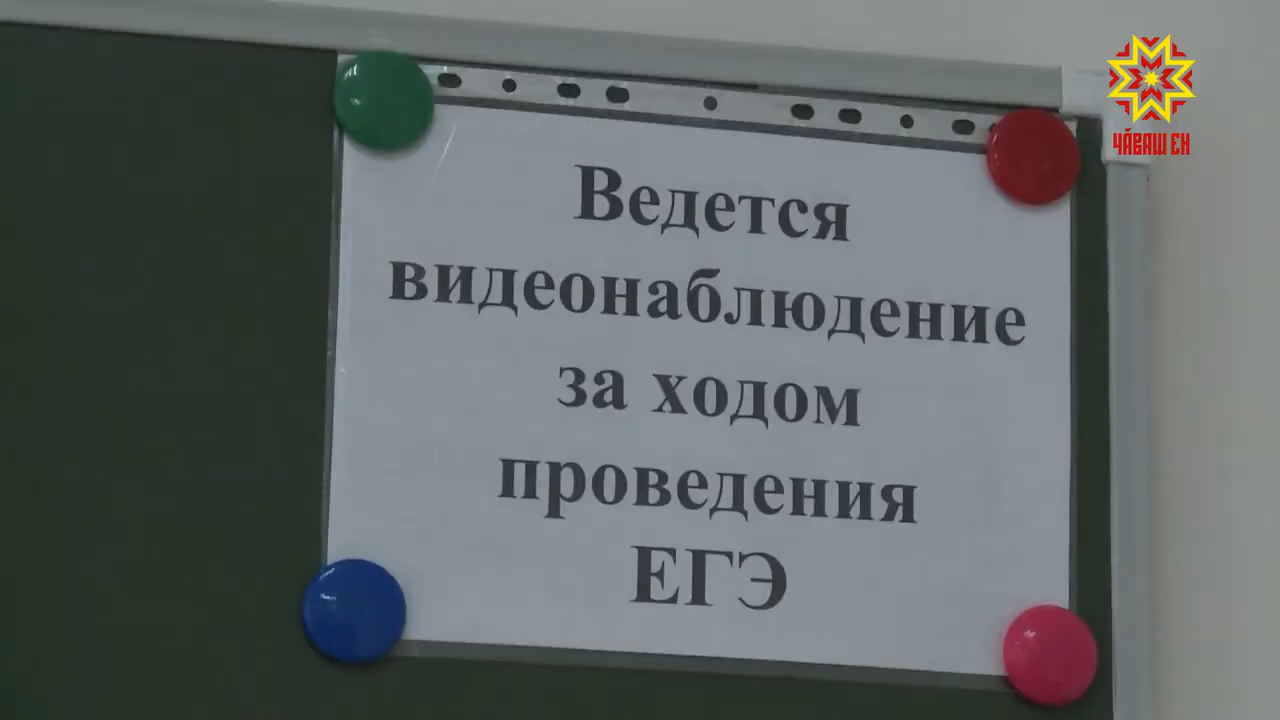 Ведется
видеонаблюдение
за ходом
проведения
ЕГЭ
ЧӐВАШ ЕН